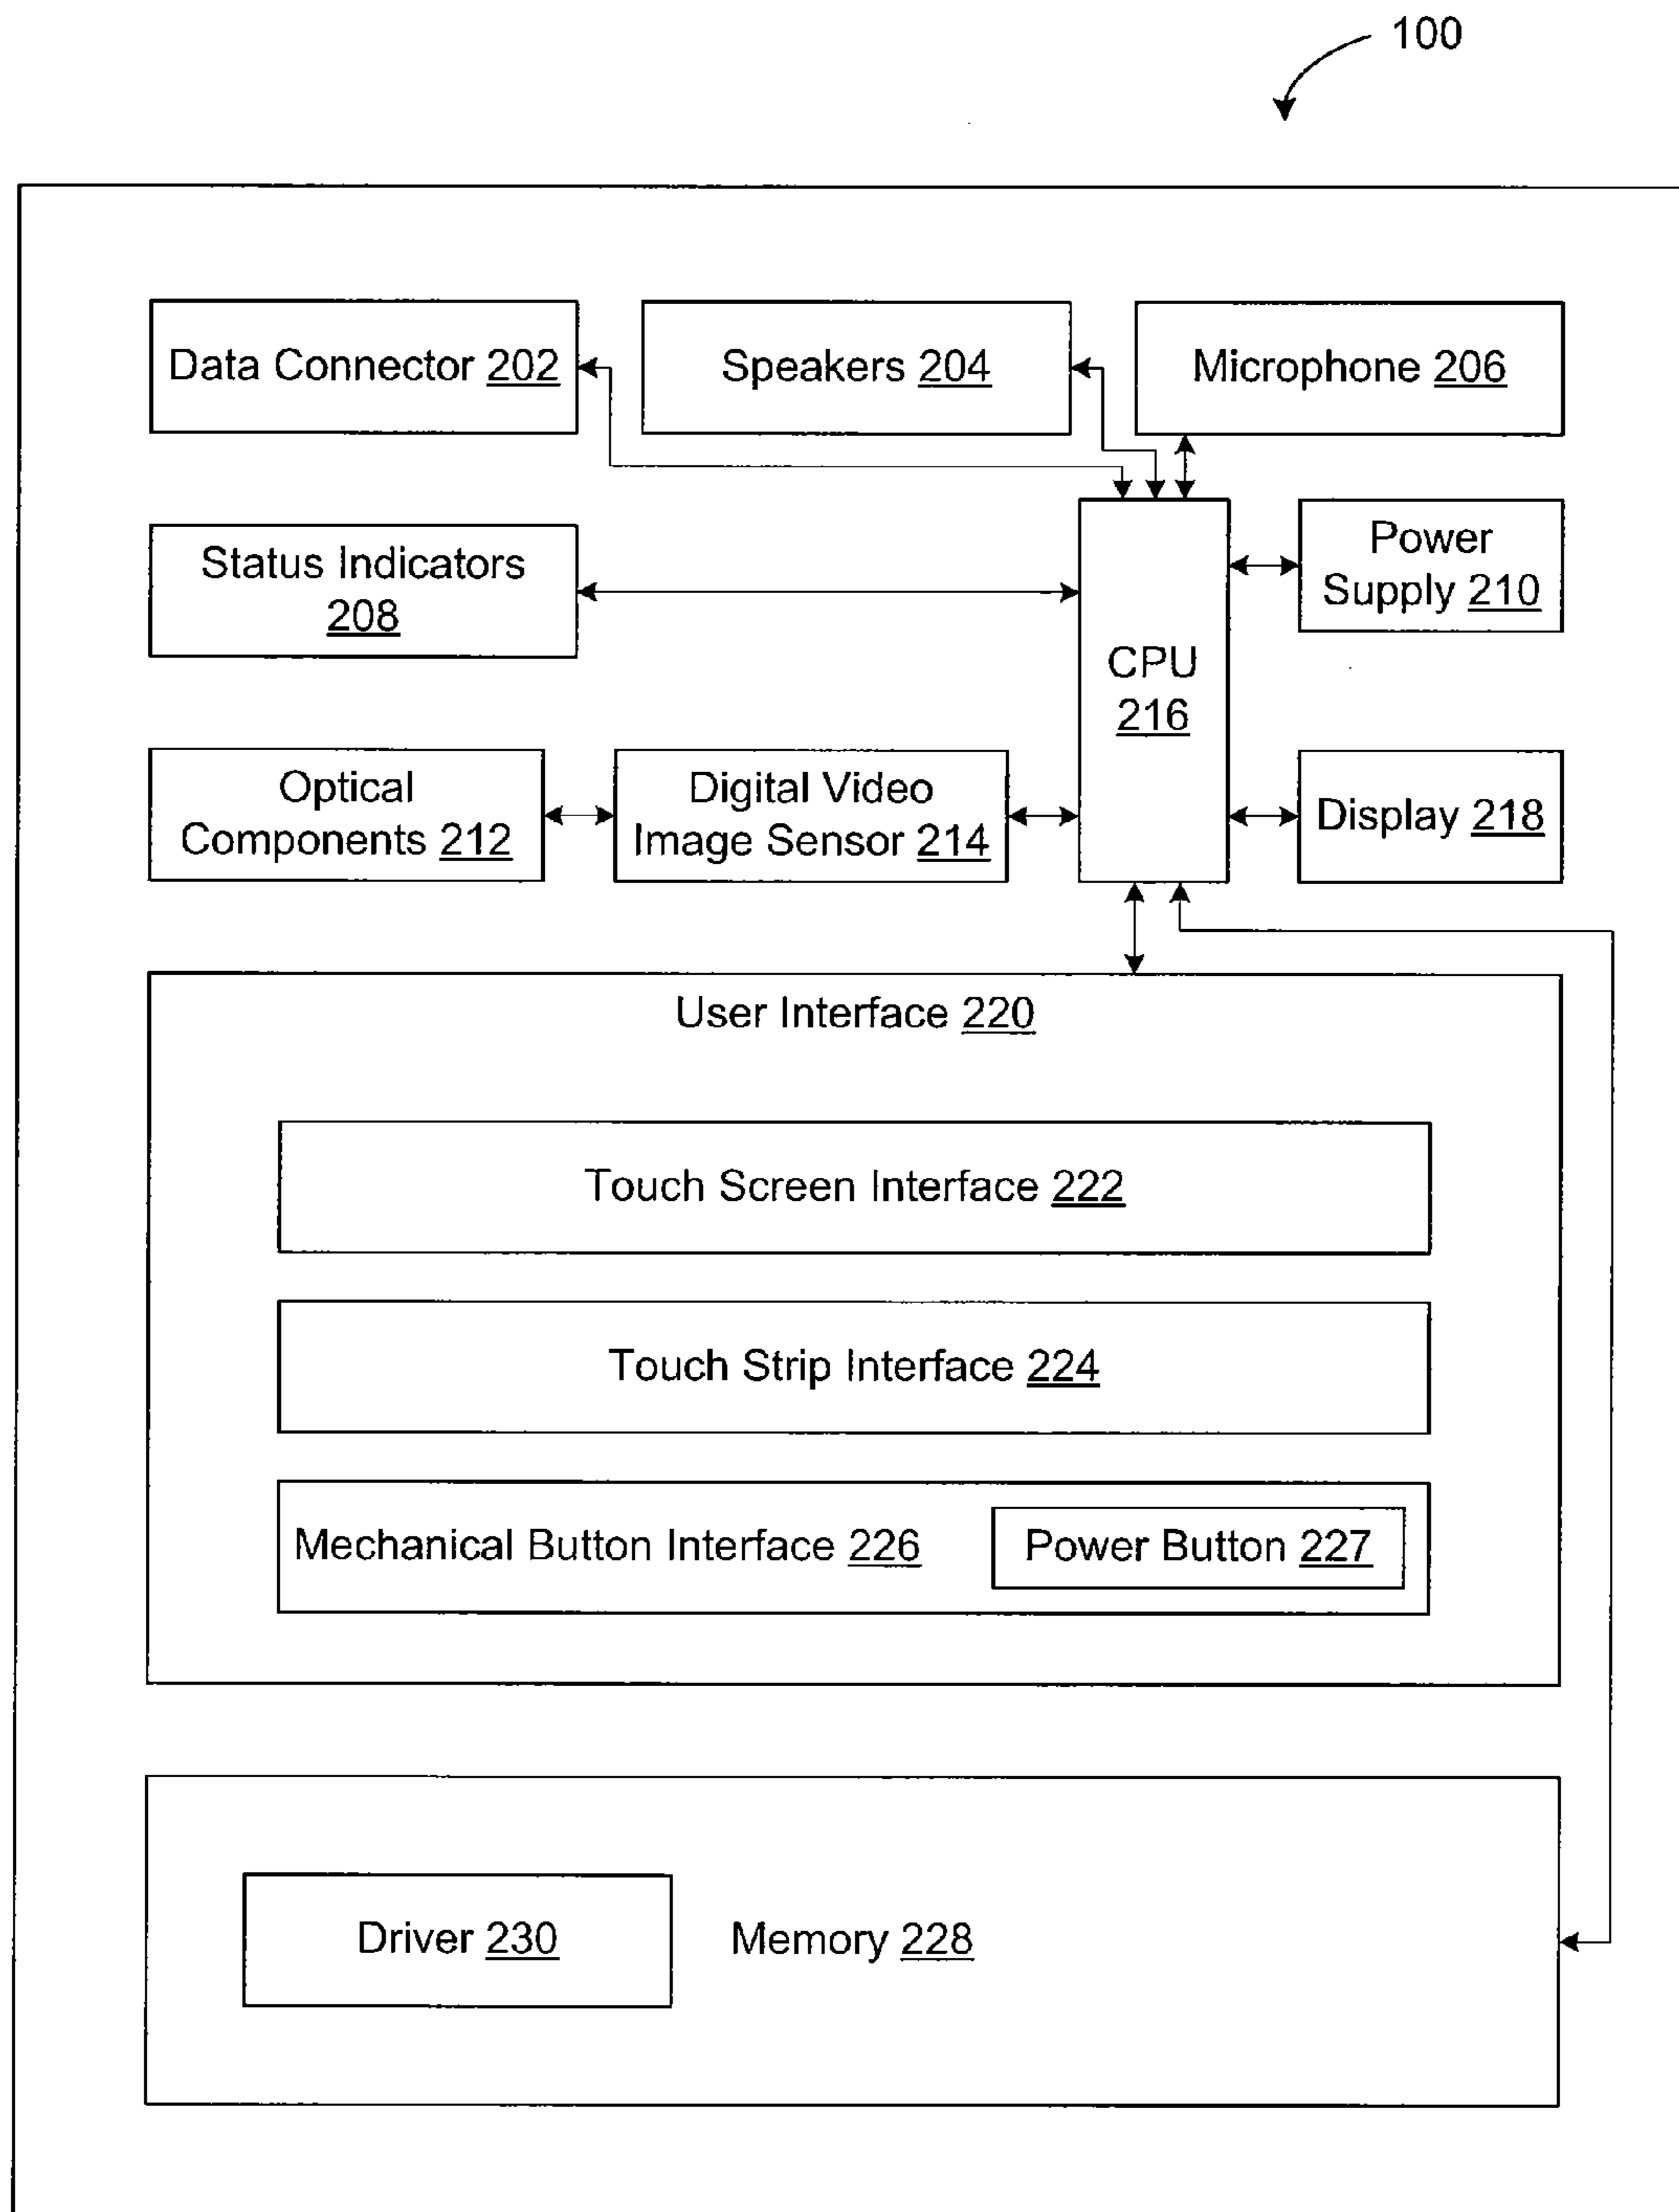 100
Data Connector 202
Speakers 204
Microphone 206
Status Indicators
208
Power
Supply 210
CPU
216
Optical
Components 212
Digital Video
Image Sensor 214
Display 218
User Interface 220
Touch Screen Interface 222
Touch Strip Interface 224
Mechanical Button Interface 226
Power Button 227
Driver 230
Memory 228